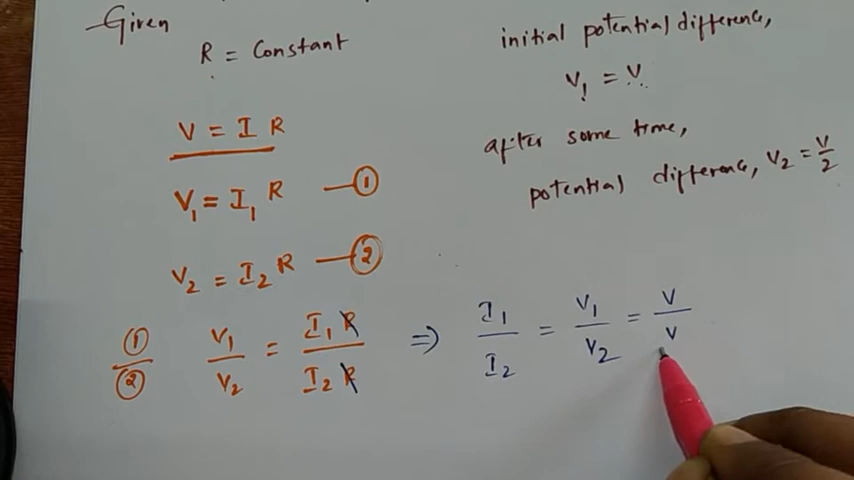 Given
R = Constant
V = I R
V₁ = I₁ R —①
V₂ = I₂ R —②
①/② V₁/V₂ = I₁ R/I₂ R ⇒ I₁/I₂ = V₁/V₂ = V/V
initial potential difference,
V₁ = V
after some time,
potential difference, V₂ = V/2